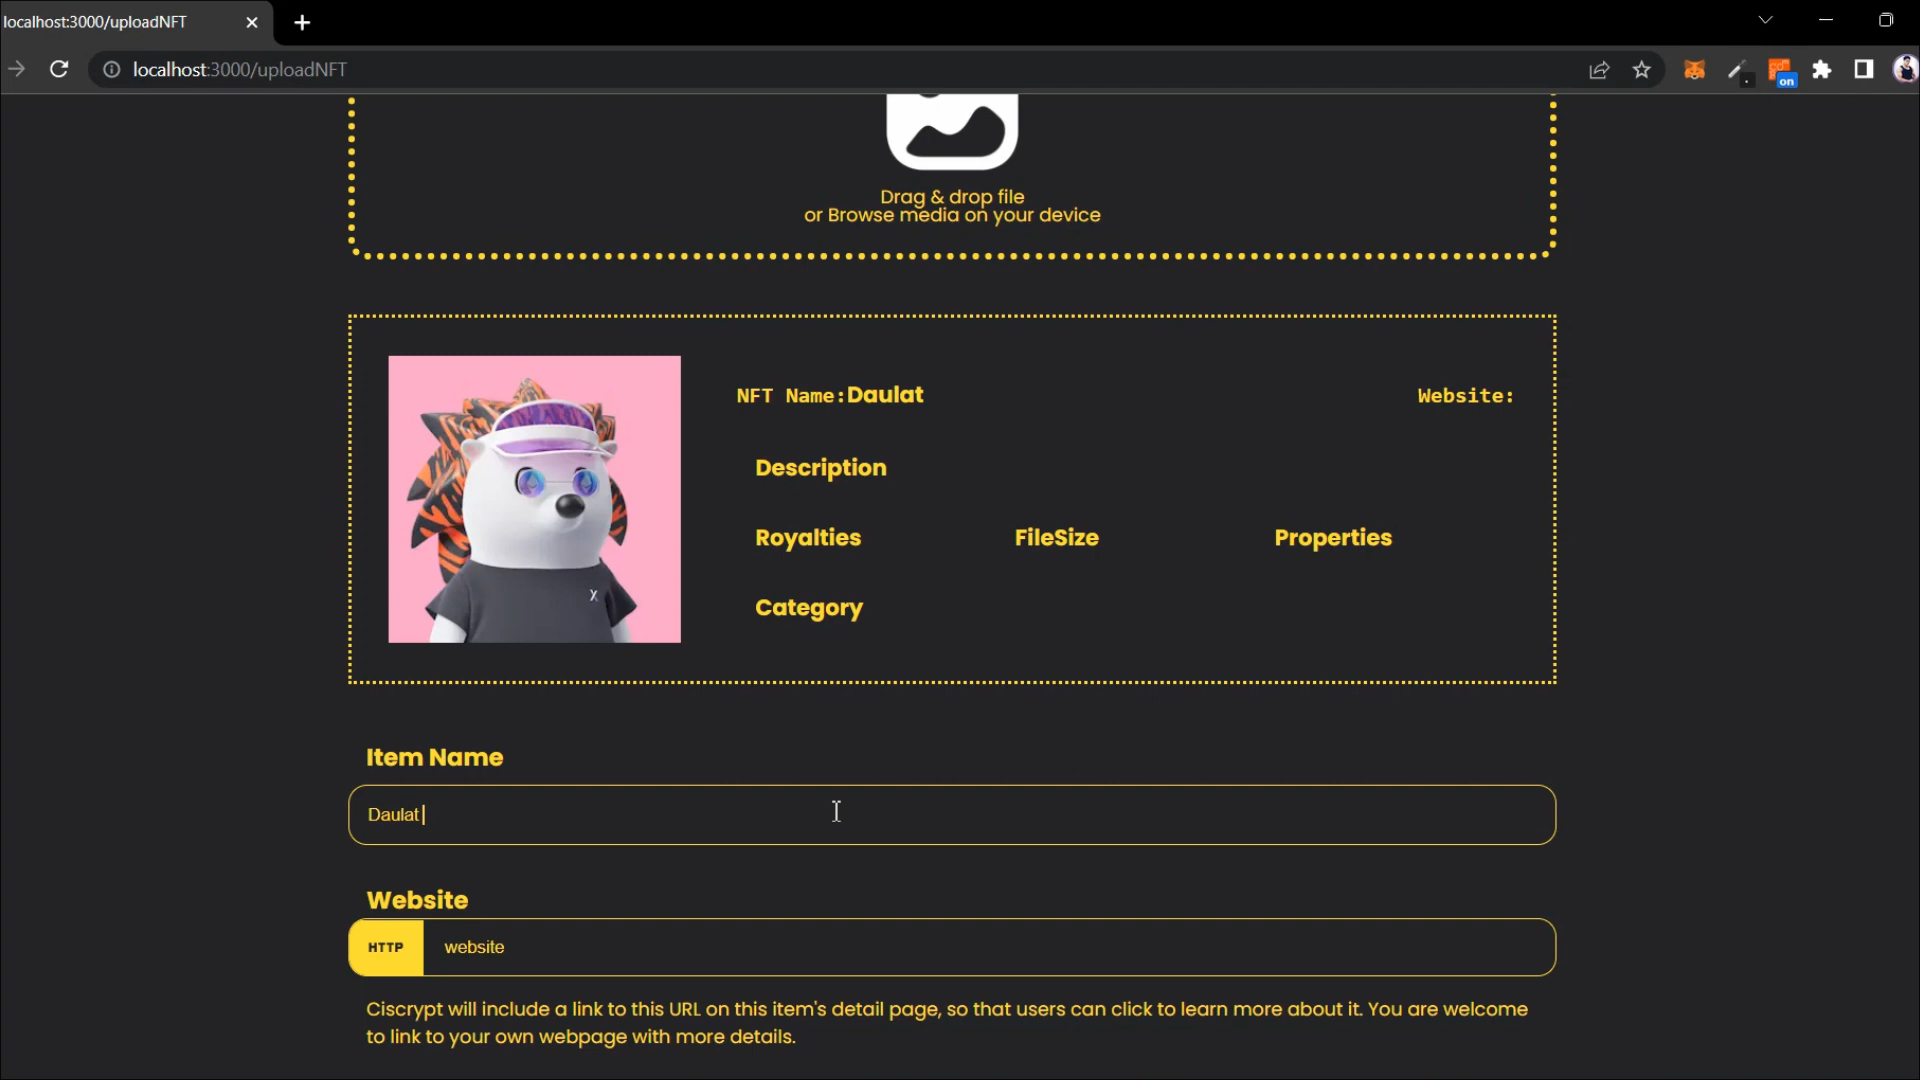 localhost:3000/uploadNFT
localhost:3000/uploadNFT
on
Drag & drop file
or Browse media on your device
NFT Name:Daulat
Website:
Description
Royalties
FileSize
Properties
Category
X
Item Name
Daulat
Website
HTTP
website
Ciscrypt will include a link to this URL on this item's detail page, so that users can click to learn more about it. You are welcome
to link to your own webpage with more details.